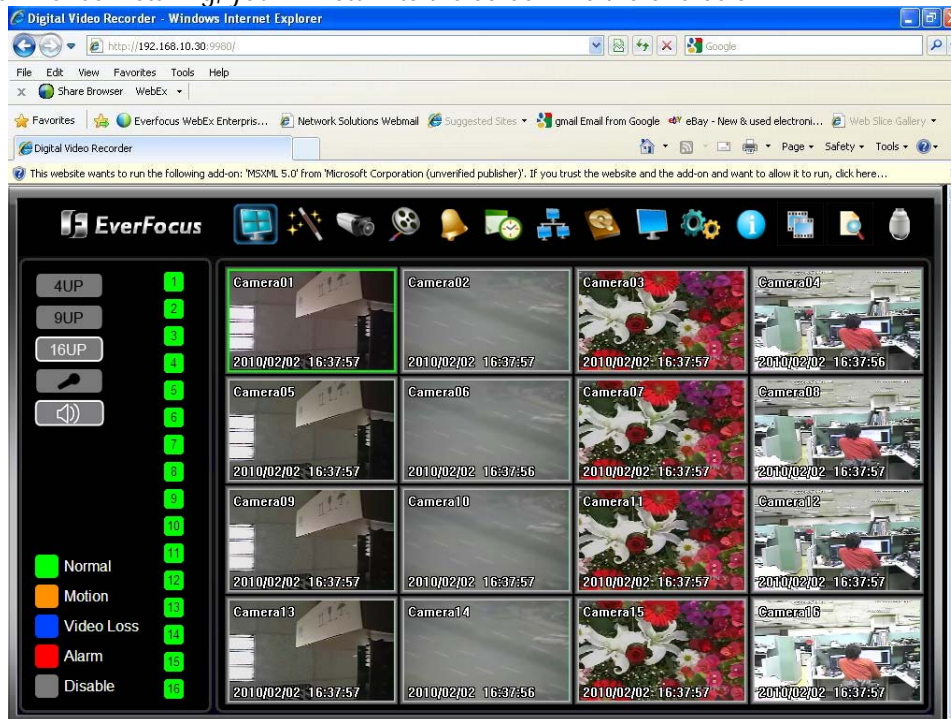 Digital Video Recorder - Windows Internet Explorer
http://192.168.10.30:9980/
Google
File Edit View Favorites Tools Help
x Share Browser WebEx
Favorites Everfocus WebEx Enterpris... Network Solutions Webmail Suggested Sites gmail Email from Google eBay - New & used electroni... Web Slice Gallery
Digital Video Recorder
Page Safety Tools
This website wants to run the following add-on: 'MSXML 5.0' from 'Microsoft Corporation (unverified publisher)'. If you trust the website and the add-on and want to allow it to run, click here...
EverFocus
4UP
9UP
16UP
1
2
3
4
5
6
7
8
9
10
11
12
13
14
15
16
Normal
Motion
Video Loss
Alarm
Disable
Camera01 Camera02 Camera03 Camera04
2010/02/02 16:37:57 2010/02/02 16:37:57 2010/02/02 16:37:57 2010/02/02 16:37:56
Camera05 Camera06 Camera07 Camera08
2010/02/02 16:37:57 2010/02/02 16:37:56 2010/02/02 16:37:57 2010/02/02 16:37:57
Camera09 Camera10 Camera11 Camera12
2010/02/02 16:37:57 2010/02/02 16:37:57 2010/02/02 16:37:57 2010/02/02 16:37:57
Camera13 Camera14 Camera15 Camera16
2010/02/02 16:37:57 2010/02/02 16:37:56 2010/02/02 16:37:57 2010/02/02 16:37:57